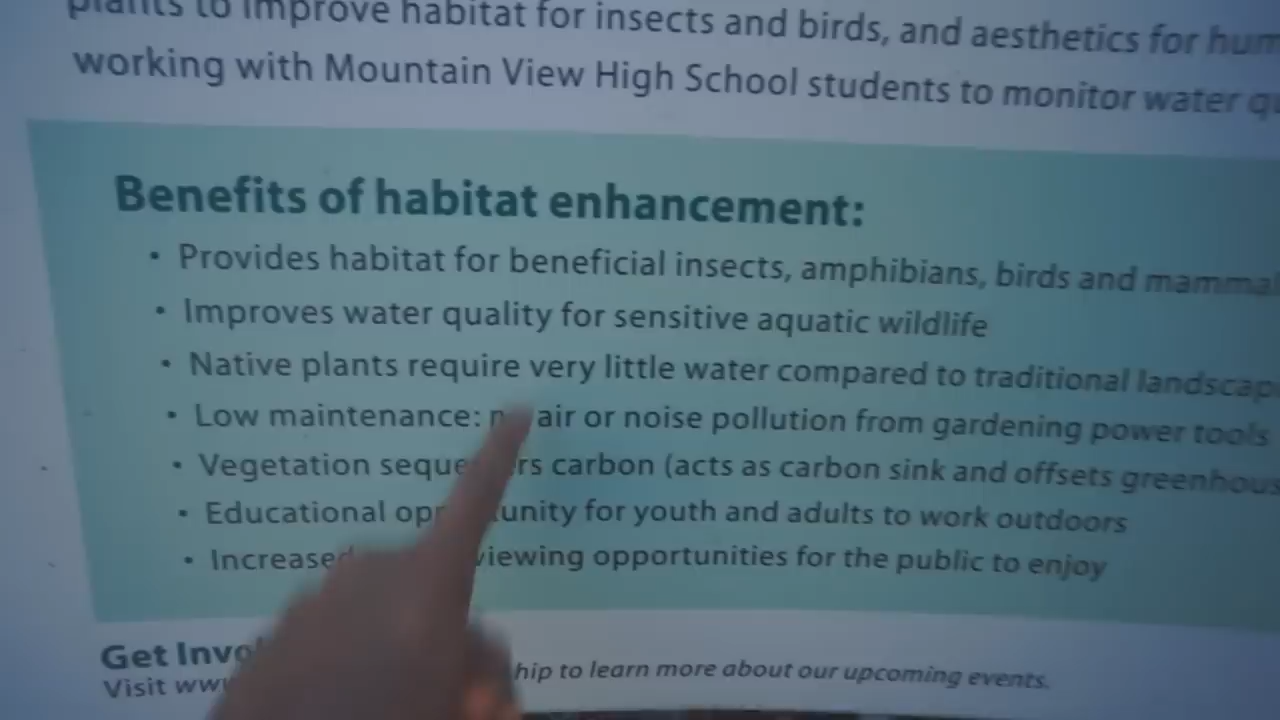 plants to improve habitat for insects and birds, and aesthetics for
working with Mountain View High School students to monitor water
Benefits of habitat enhancement:
• Provides habitat for beneficial insects, amphibians, birds and
• Improves water quality for sensitive aquatic wildlife
• Native plants require very little water compared to traditional
• Low maintenance: air or noise pollution from gardening power tools
• Vegetation carbon (acts as carbon sink and offsets
• Educational for youth and adults to work outdoors
• viewing opportunities for the public to enjoy
Get
Visit to learn more about our upcoming events.